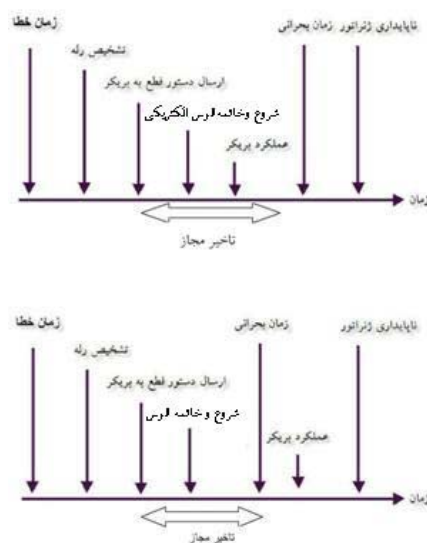 زمان خطا
زمان بحرانی
ناپایداری ژنراتور
تشخیص رله
ارسال دستور قطع به بریکر
شروع وخاتمه الرس الکتریکی
عملکرد بریکر
زمان
تاخیر مجاز
زمان خطا
زمان بحرانی
ناپایداری ژنراتور
تشخیص رله
ارسال دستور قطع به بریکر
شروع وخاتمه الرس
عملکرد بریکر
زمان
تاخیر مجاز